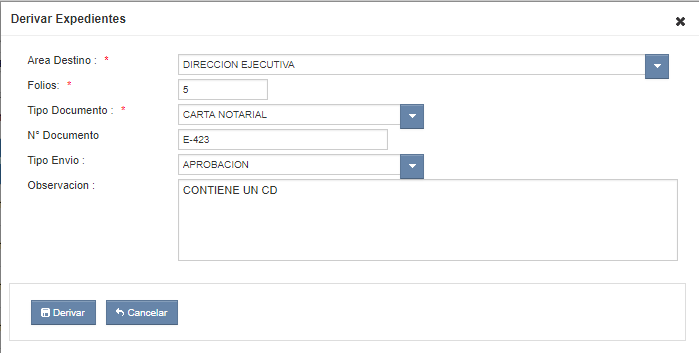 Derivar Expedientes
Area Destino : * DIRECCION EJECUTIVA
Folios: * 5
Tipo Documento : * CARTA NOTARIAL
N° Documento E-423
Tipo Envio : APROBACION
Observacion : CONTIENE UN CD
Derivar Cancelar